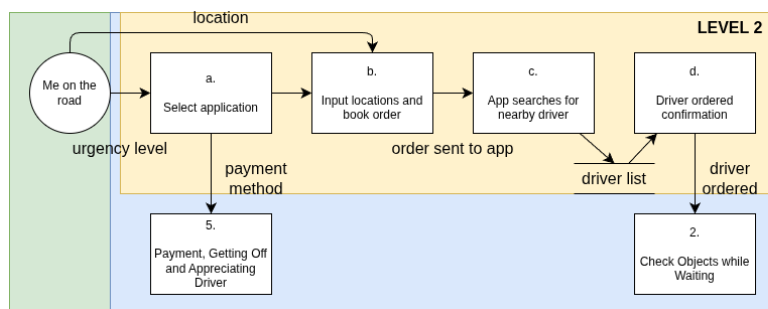 location
LEVEL 2
Me on the
road
a.
Select application
b.
Input locations and
book order
c.
App searches for
nearby driver
d.
Driver ordered
confirmation
urgency level
order sent to app
payment
method
driver list
driver
ordered
5.
Payment, Getting Off
and Appreciating
Driver
2.
Check Objects while
Waiting